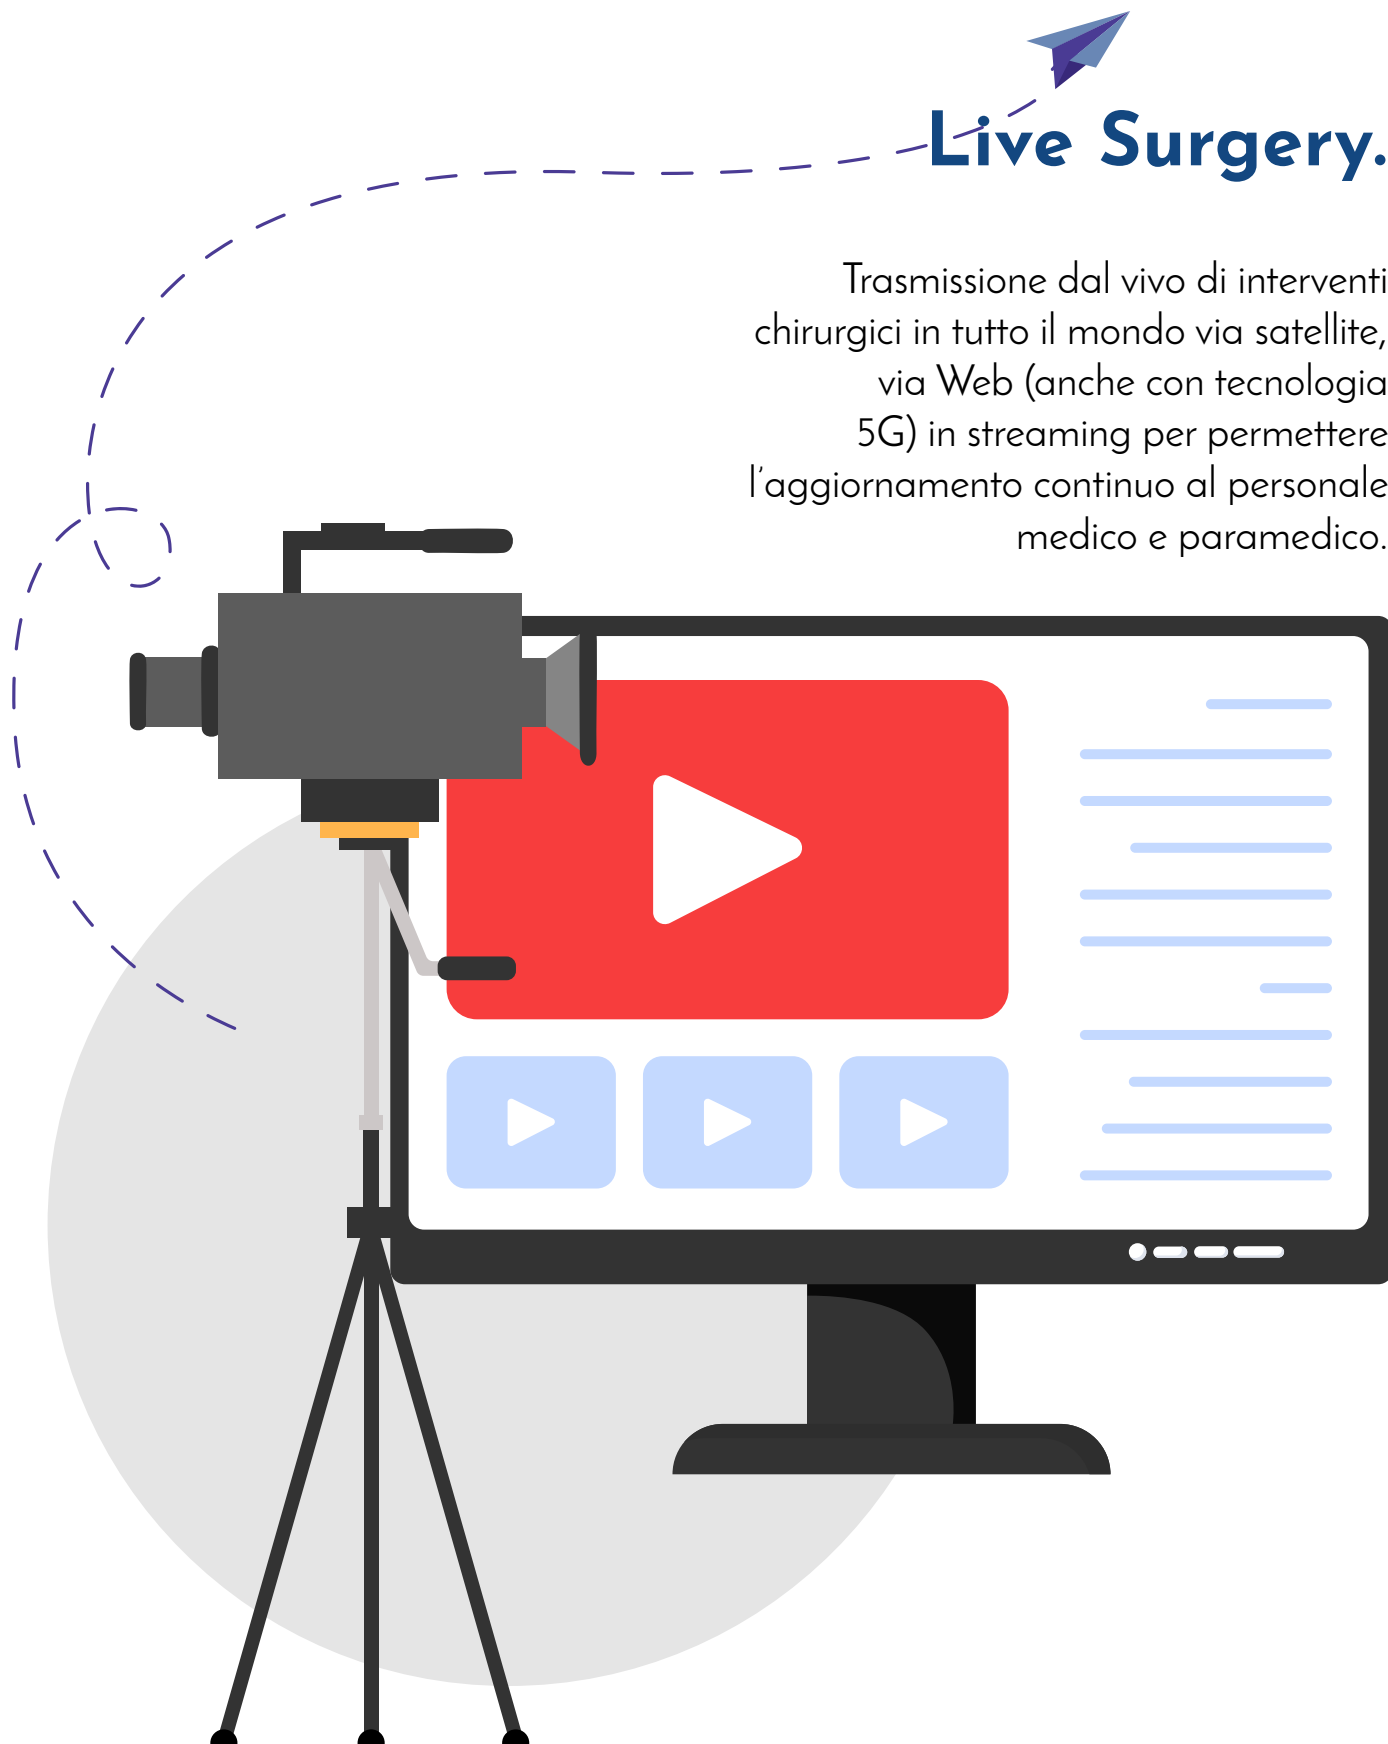 Live Surgery.
Trasmissione dal vivo di interventi
chirurgici in tutto il mondo via satellite,
via Web (anche con tecnologia
5G) in streaming per permettere
l’aggiornamento continuo al personale
medico e paramedico.